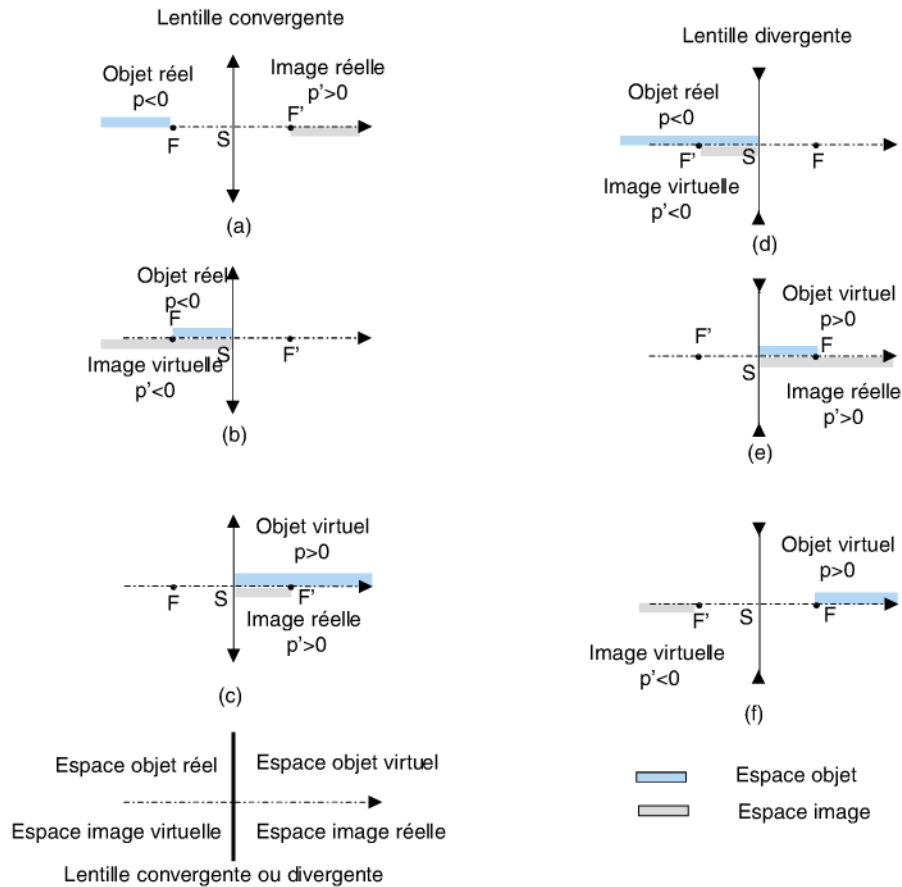 Lentille convergente
Objet réel
p<0
Image réelle
p'>0
F'
F
S
(a)
Objet réel
p<0
F
S
F'
Image virtuelle
p'<0
(b)
Objet virtuel
p>0
F
S
F'
Image réelle
p'>0
(c)
Espace objet réel
Espace objet virtuel
Espace image virtuelle
Espace image réelle
Lentille convergente ou divergente
Lentille divergente
Objet réel
p<0
F'
S
F
Image virtuelle
p'<0
(d)
Objet virtuel
p>0
F'
F
S
Image réelle
p'>0
(e)
Objet virtuel
p>0
F'
S
F
Image virtuelle
p'<0
(f)
Espace objet
Espace image